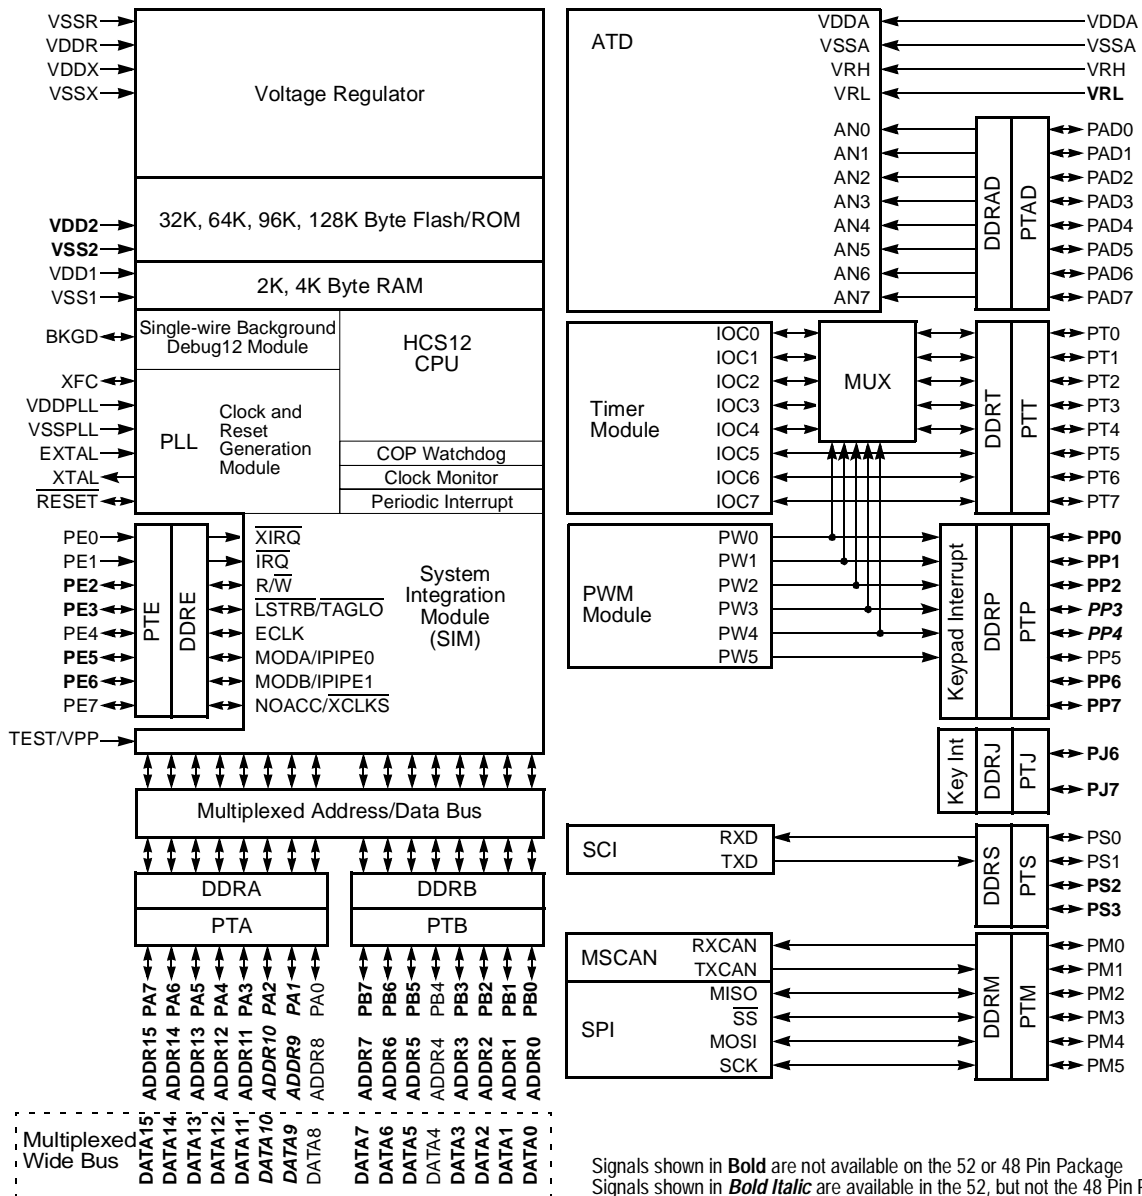 VSSR
VDDR
VDDX
VSSX
Voltage Regulator
VDD2
VSS2
32K, 64K, 96K, 128K Byte Flash/ROM
VDD1
VSS1
2K, 4K Byte RAM
BKGD
Single-wire Background
Debug12 Module
HCS12
CPU
XFC
VDDPLL
VSSPLL
EXTAL
XTAL
RESET
PLL
Clock and
Reset
Generation
Module
COP Watchdog
Clock Monitor
Periodic Interrupt
PE0
PE1
PE2
PE3
PE4
PE5
PE6
PE7
PTE
DDRE
XIRQ
IRQ
R/W
LSTRB/TAGLO
ECLK
MODA/IPIPE0
MODB/IPIPE1
NOACC/XCLKS
System
Integration
Module
(SIM)
TEST/VPP
Multiplexed Address/Data Bus
DDRA
DDRB
PTA
PTB
PA7
PA6
PA5
PA4
PA3
PA2
PA1
PA0
PB7
PB6
PB5
PB4
PB3
PB2
PB1
PB0
ADDR15
ADDR14
ADDR13
ADDR12
ADDR11
ADDR10
ADDR9
ADDR8
ADDR7
ADDR6
ADDR5
ADDR4
ADDR3
ADDR2
ADDR1
ADDR0
Multiplexed
Wide Bus
DATA15
DATA14
DATA13
DATA12
DATA11
DATA10
DATA9
DATA8
DATA7
DATA6
DATA5
DATA4
DATA3
DATA2
DATA1
DATA0
ATD
VDDA
VSSA
VRH
VRL
VDDA
VSSA
VRH
VRL
AN0
AN1
AN2
AN3
AN4
AN5
AN6
AN7
DDRAD
PTAD
PAD0
PAD1
PAD2
PAD3
PAD4
PAD5
PAD6
PAD7
Timer
Module
IOC0
IOC1
IOC2
IOC3
IOC4
IOC5
IOC6
IOC7
MUX
DDRT
PTT
PT0
PT1
PT2
PT3
PT4
PT5
PT6
PT7
PWM
Module
PW0
PW1
PW2
PW3
PW4
PW5
Keypad Interrupt
DDRP
PTP
PP0
PP1
PP2
PP3
PP4
PP5
PP6
PP7
Key Int
DDRJ
PTJ
PJ6
PJ7
SCI
RXD
TXD
DDRS
PTS
PS0
PS1
PS2
PS3
MSCAN
RXCAN
TXCAN
SPI
MISO
SS
MOSI
SCK
DDRM
PTM
PM0
PM1
PM2
PM3
PM4
PM5
Signals shown in Bold are not available on the 52 or 48 Pin Package
Signals shown in Bold Italic are available in the 52, but not the 48 Pin